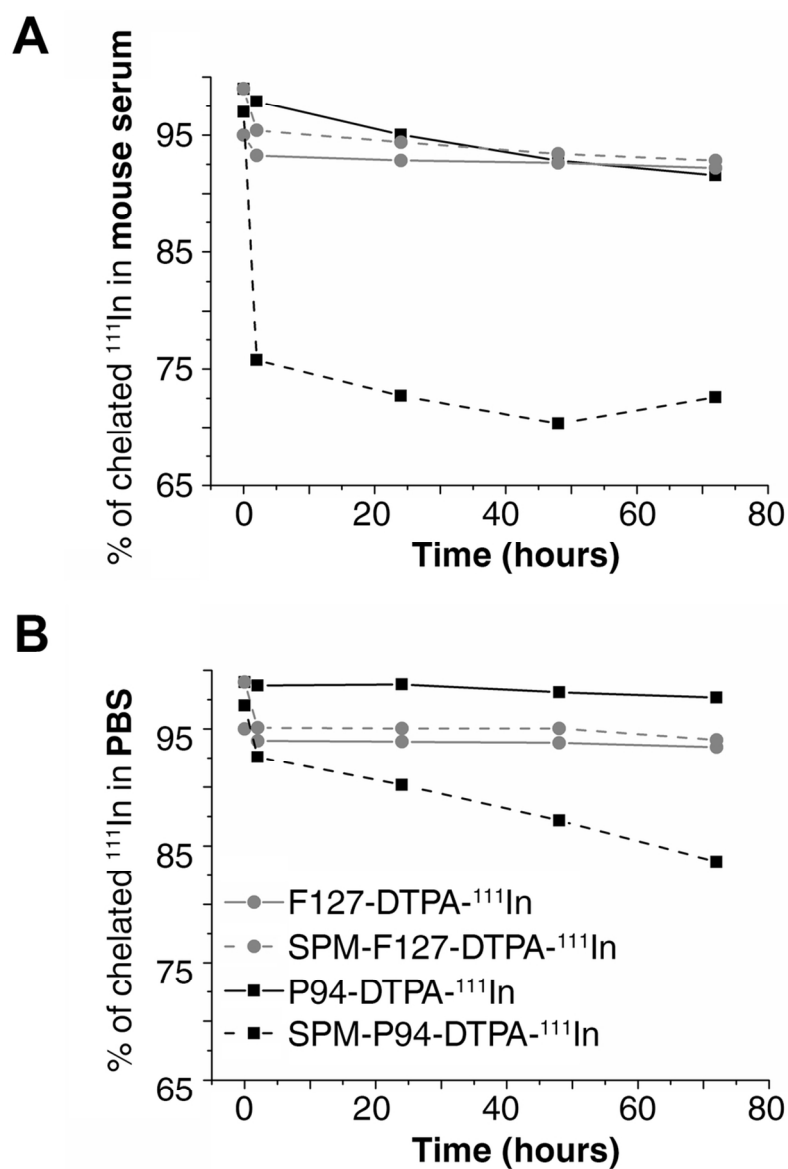 A
% of chelated ¹¹¹In in mouse serum
95
85
75
65
0 20 40 60 80
Time (hours)
B
% of chelated ¹¹¹In in PBS
95
85
75
65
F127-DTPA-¹¹¹In
SPM-F127-DTPA-¹¹¹In
P94-DTPA-¹¹¹In
SPM-P94-DTPA-¹¹¹In
0 20 40 60 80
Time (hours)